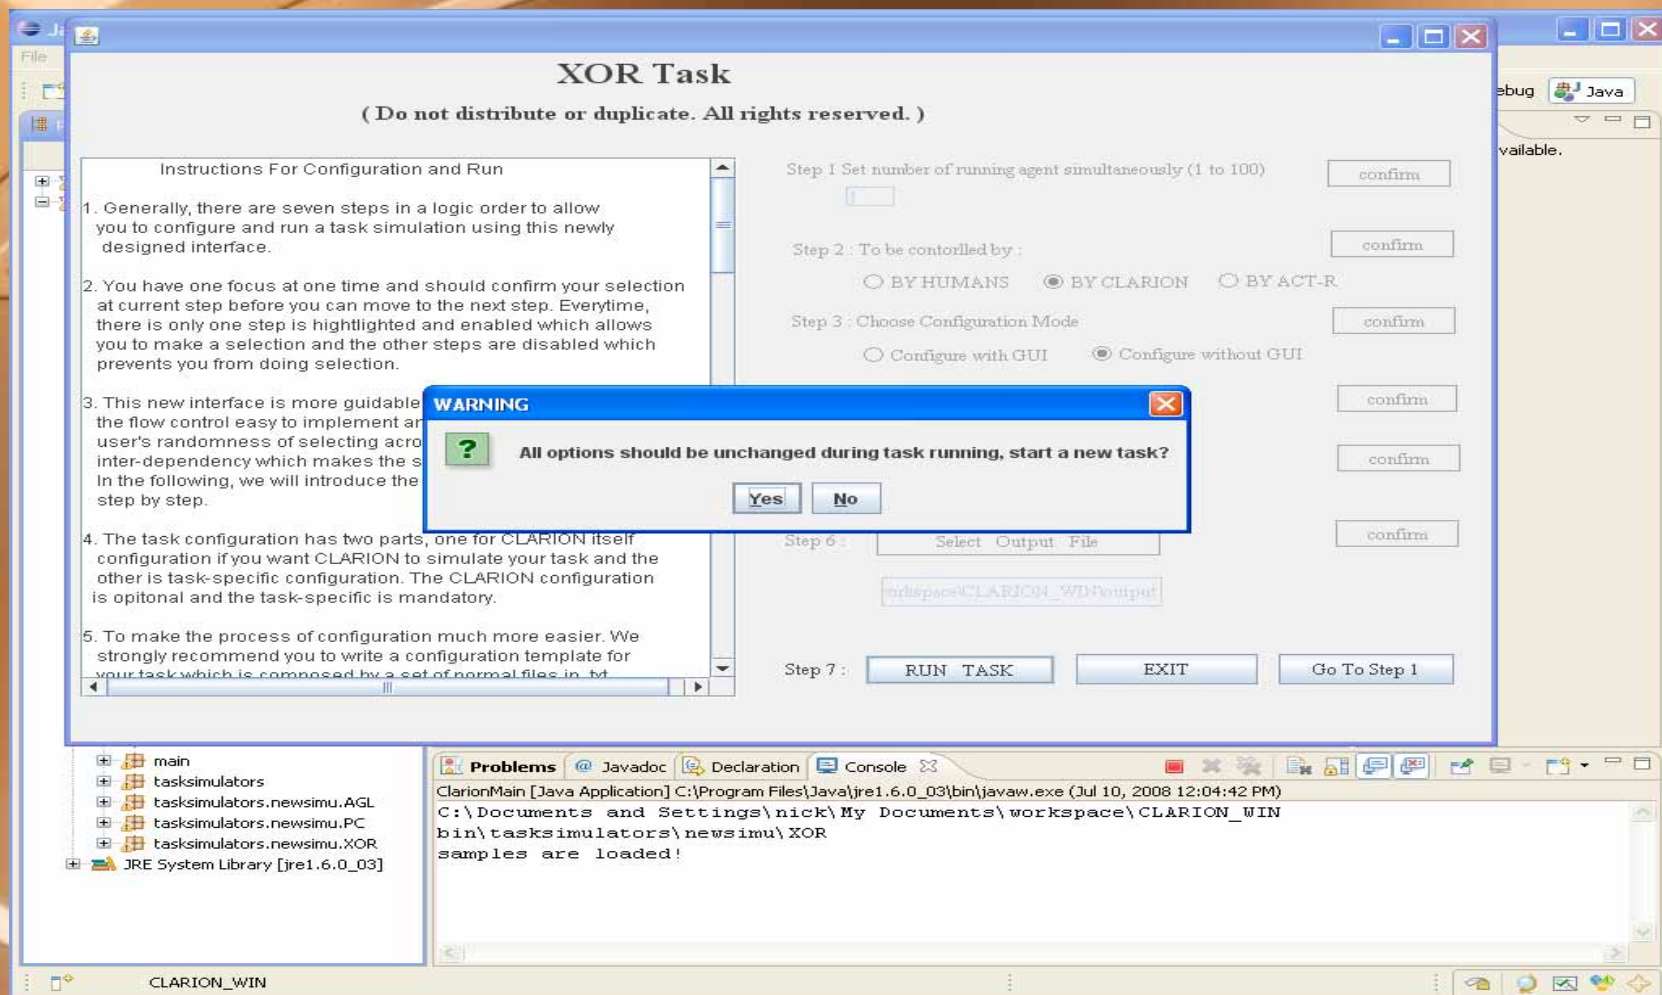 File
XOR Task
( Do not distribute or duplicate. All rights reserved. )
ebug
Java
vailable.
Instructions For Configuration and Run
1. Generally, there are seven steps in a logic order to allow
you to configure and run a task simulation using this newly
designed interface.
2. You have one focus at one time and should confirm your selection
at current step before you can move to the next step. Everytime,
there is only one step is hightlighted and enabled which allows
you to make a selection and the other steps are disabled which
prevents you from doing selection.
3. This new interface is more guidable
the flow control easy to implement
user's randomness of selecting
inter-dependency which makes the
In the following, we will introduce the
step by step.
4. The task configuration has two parts, one for CLARION itself
configuration if you want CLARION to simulate your task and the
other is task-specific configuration. The CLARION configuration
is opitonal and the task-specific is mandatory.
5. To make the process of configuration much more easier. We
strongly recommend you to write a configuration template for
your task which is composed by a set of normal files in .txt
Step 1 Set number of running agent simultaneously (1 to 100)
confirm
1
Step 2 : To be contorlled by :
confirm
BY HUMANS
BY CLARION
BY ACT-R
Step 3 : Choose Configuration Mode
confirm
Configure with GUI
Configure without GUI
confirm
confirm
WARNING
All options should be unchanged during task running, start a new task?
Yes
No
Step 6 :
Select Output File
confirm
orkspace\CLARION_WIN\output
Step 7 :
RUN TASK
EXIT
Go To Step 1
main
tasksimulators
tasksimulators.newsimu.AGL
tasksimulators.newsimu.PC
tasksimulators.newsimu.XOR
JRE System Library [jre1.6.0_03]
Problems
@ Javadoc
Declaration
Console
ClarionMain [Java Application] C:\Program Files\Java\jre1.6.0_03\bin\javaw.exe (Jul 10, 2008 12:04:42 PM)
C:\Documents and Settings\nick\My Documents\workspace\CLARION_WIN
bin\tasksimulators\newsimu\XOR
samples are loaded!
CLARION_WIN